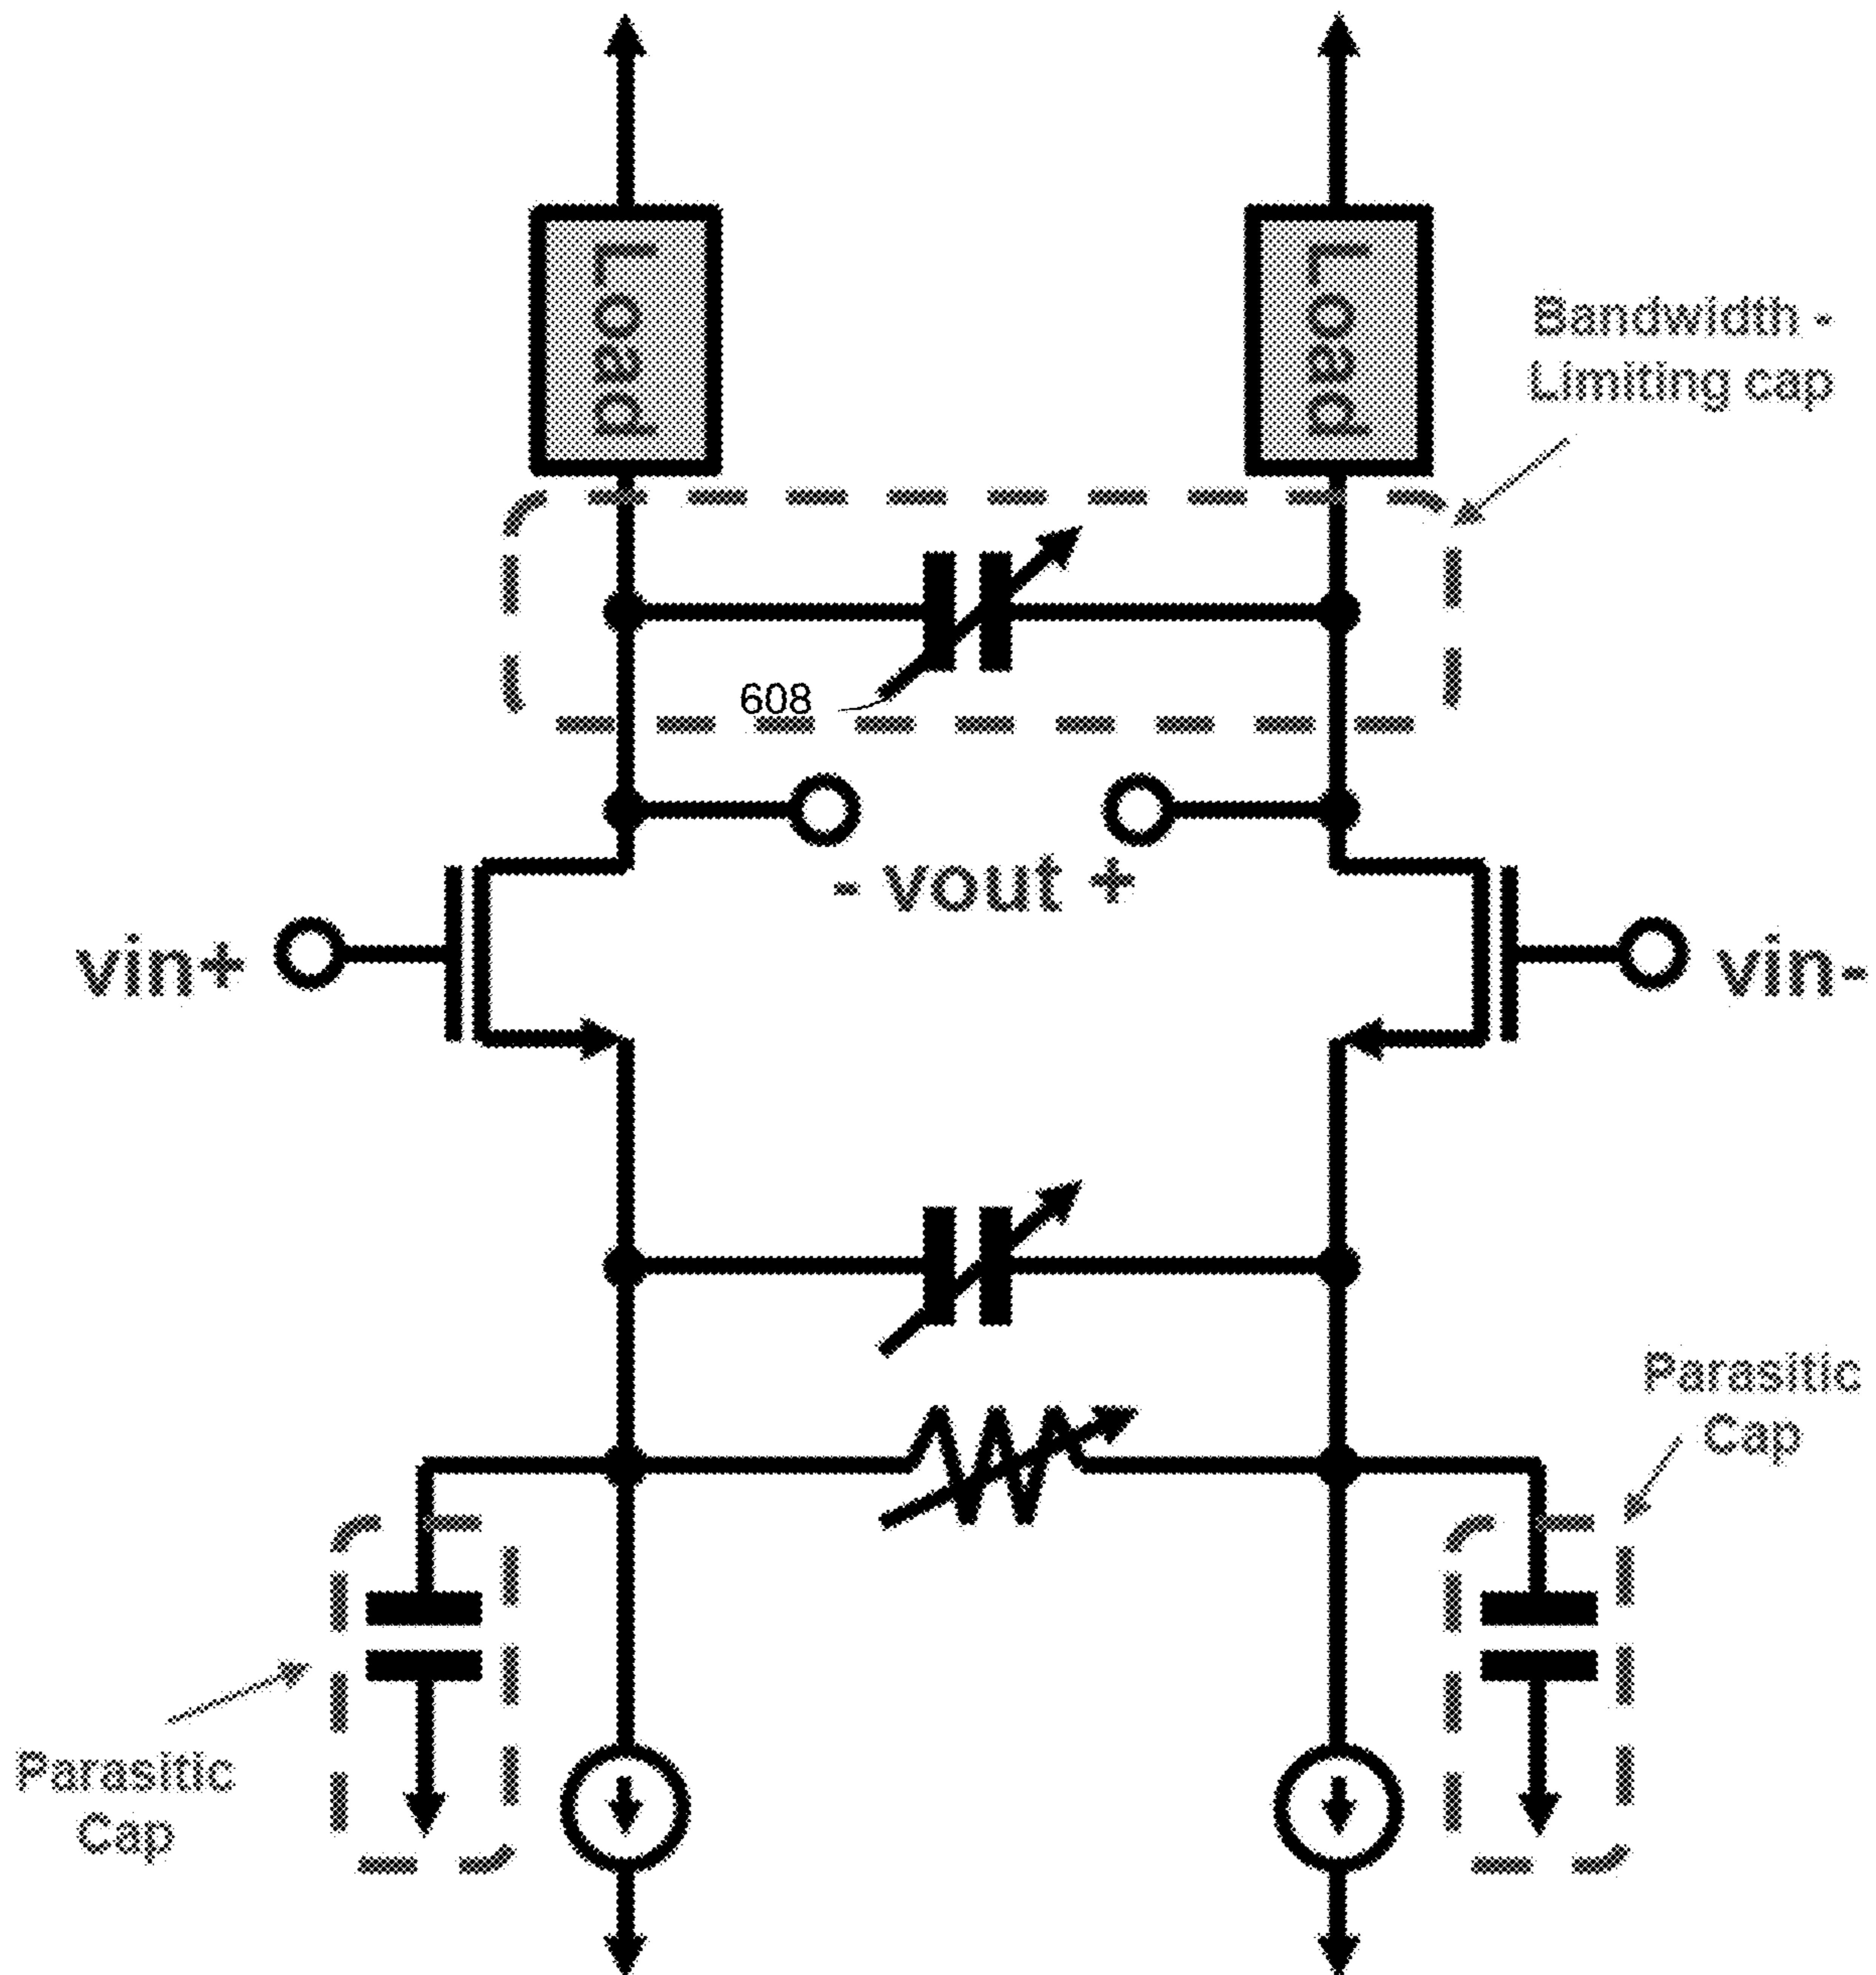 Load
Load
Bandwidth -
Limiting cap
608
- vout +
vin+
vin-
Parasitic
Cap
Parasitic
Cap